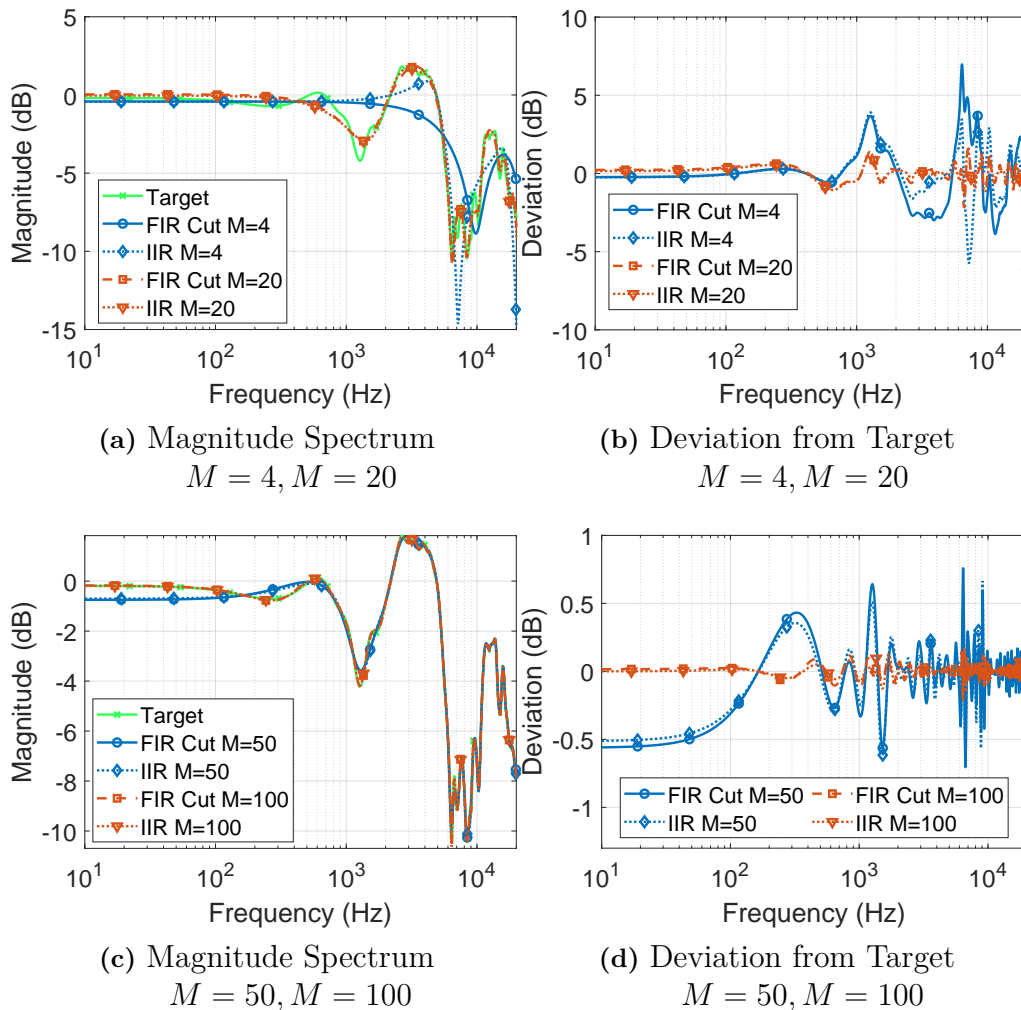 5
0
-5
-10
-15
Magnitude (dB)
Target
FIR Cut M=4
IIR M=4
FIR Cut M=20
IIR M=20
10^1 10^2 10^3 10^4
Frequency (Hz)
(a) Magnitude Spectrum
M = 4, M = 20
10
5
0
-5
-10
Deviation (dB)
FIR Cut M=4
IIR M=4
FIR Cut M=20
IIR M=20
10^1 10^2 10^3 10^4
Frequency (Hz)
(b) Deviation from Target
M = 4, M = 20
0
-2
-4
-6
-8
-10
Magnitude (dB)
Target
FIR Cut M=50
IIR M=50
FIR Cut M=100
IIR M=100
10^1 10^2 10^3 10^4
Frequency (Hz)
(c) Magnitude Spectrum
M = 50, M = 100
1
0.5
0
-0.5
-1
Deviation (dB)
FIR Cut M=50 FIR Cut M=100
IIR M=50 IIR M=100
10^1 10^2 10^3 10^4
Frequency (Hz)
(d) Deviation from Target
M = 50, M = 100